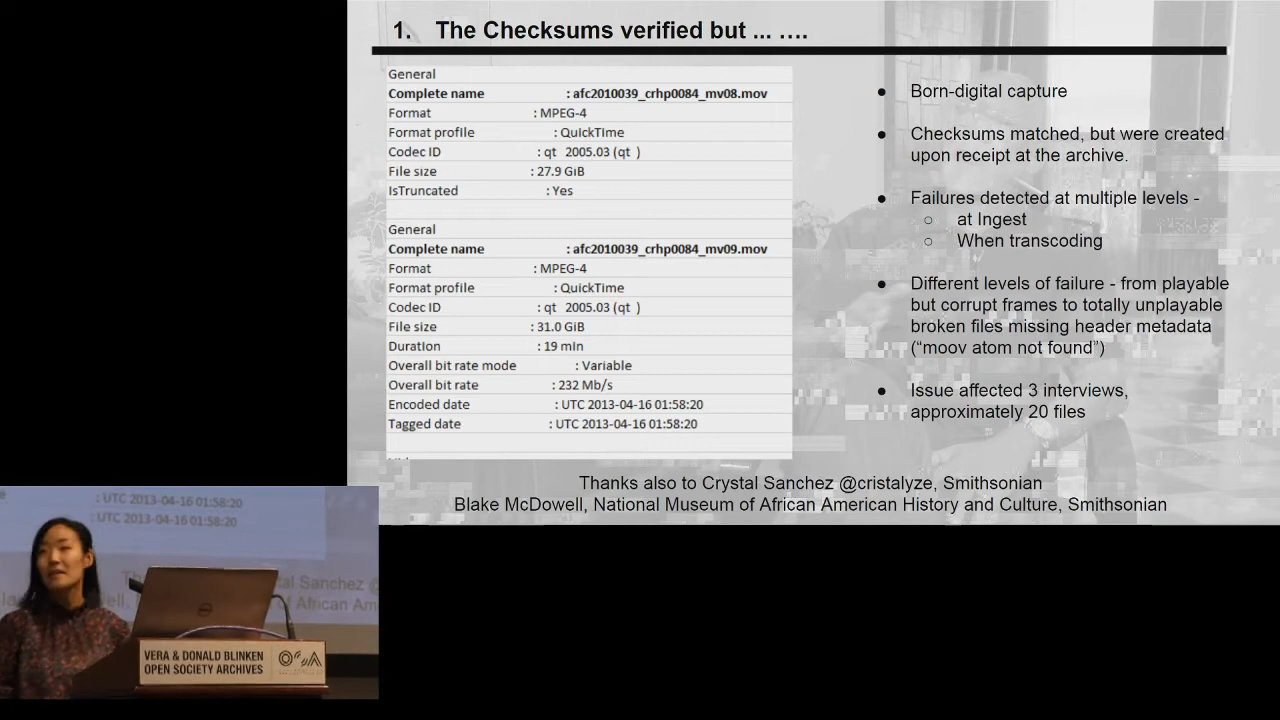 1. The Checksums verified but ... ....
General
Complete name : afc2010039_crhp0084_mv08.mov
Format : MPEG-4
Format profile : QuickTime
Codec ID : qt 2005.03 (qt )
File size : 27.9 GiB
IsTruncated : Yes
General
Complete name : afc2010039_crhp0084_mv09.mov
Format : MPEG-4
Format profile : QuickTime
Codec ID : qt 2005.03 (qt )
File size : 31.0 GiB
Duration : 19 min
Overall bit rate mode : Variable
Overall bit rate : 232 Mb/s
Encoded date : UTC 2013-04-16 01:58:20
Tagged date : UTC 2013-04-16 01:58:20
● Born-digital capture
● Checksums matched, but were created
upon receipt at the archive.
● Failures detected at multiple levels -
○ at Ingest
○ When transcoding
● Different levels of failure - from playable
but corrupt frames to totally unplayable
broken files missing header metadata
(“moov atom not found”)
● Issue affected 3 interviews,
approximately 20 files
Thanks also to Crystal Sanchez @cristalyze, Smithsonian
Blake McDowell, National Museum of African American History and Culture, Smithsonian
: UTC 2013-04-16 01:58:20
: UTC 2013-04-16 01:58:20
tal Sanchez @
of African Am
VERA & DONALD BLINKEN
OPEN SOCIETY ARCHIVES